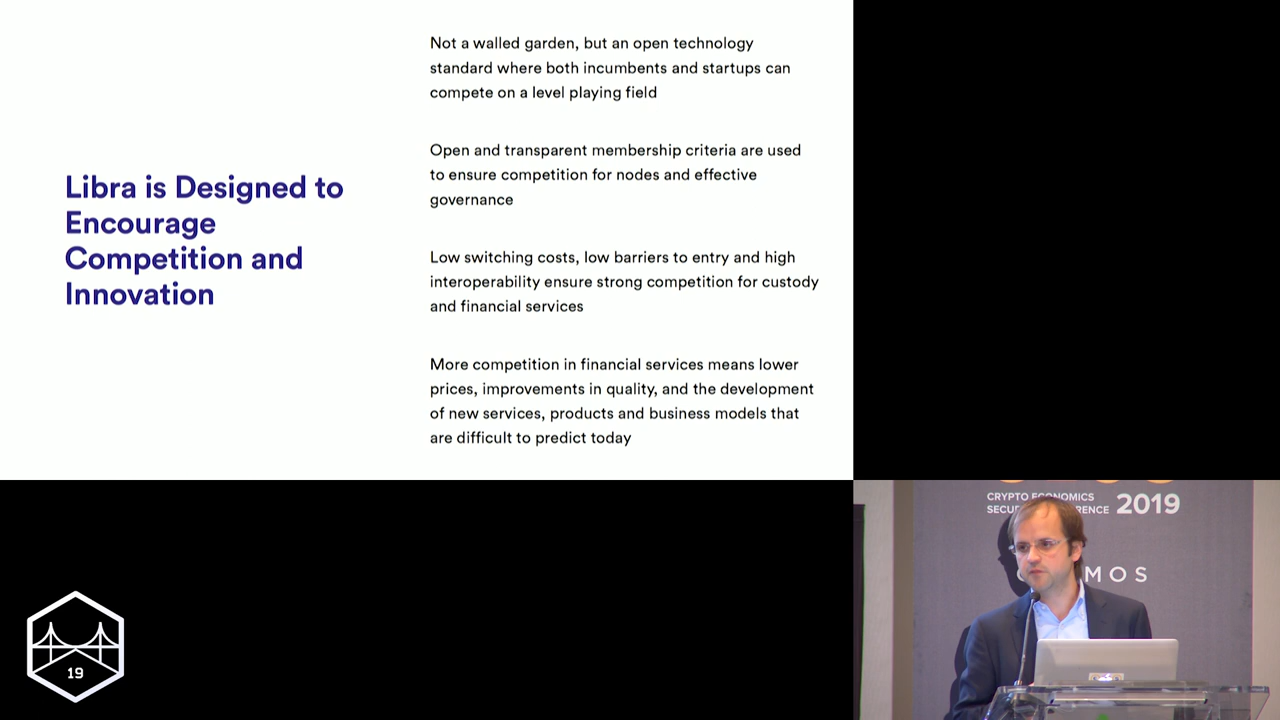 Not a walled garden, but an open technology
standard where both incumbents and startups can
compete on a level playing field
Open and transparent membership criteria are used
to ensure competition for nodes and effective
governance
Libra is Designed to
Encourage
Competition and
Innovation
Low switching costs, low barriers to entry and high
interoperability ensure strong competition for custody
and financial services
More competition in financial services means lower
prices, improvements in quality, and the development
of new services, products and business models that
are difficult to predict today
CRYPTO ECONOMICS
2019
19